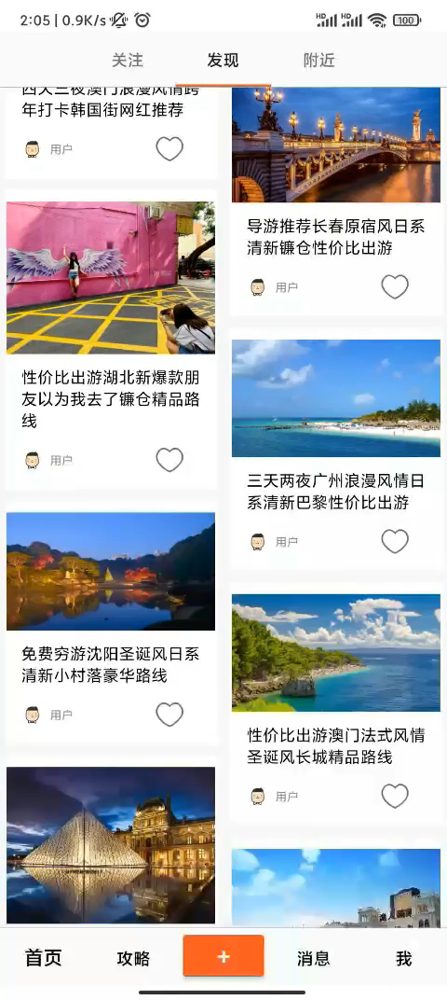 2:05 | 0.9K/s
HD HD 100
关注 发现 附近
四天三夜澳门浪漫风情跨
年打卡韩国街网红推荐
用户
性价比出游湖北新爆款朋
友以为我去了镰仓精品路
线
用户
免费穷游沈阳圣诞风日系
清新小村落豪华路线
用户
导游推荐长春原宿风日系
清新镰仓性价比出游
用户
三天两夜广州浪漫风情日
系清新巴黎性价比出游
用户
性价比出游澳门法式风情
圣诞风长城精品路线
用户
首页 攻略 + 消息 我